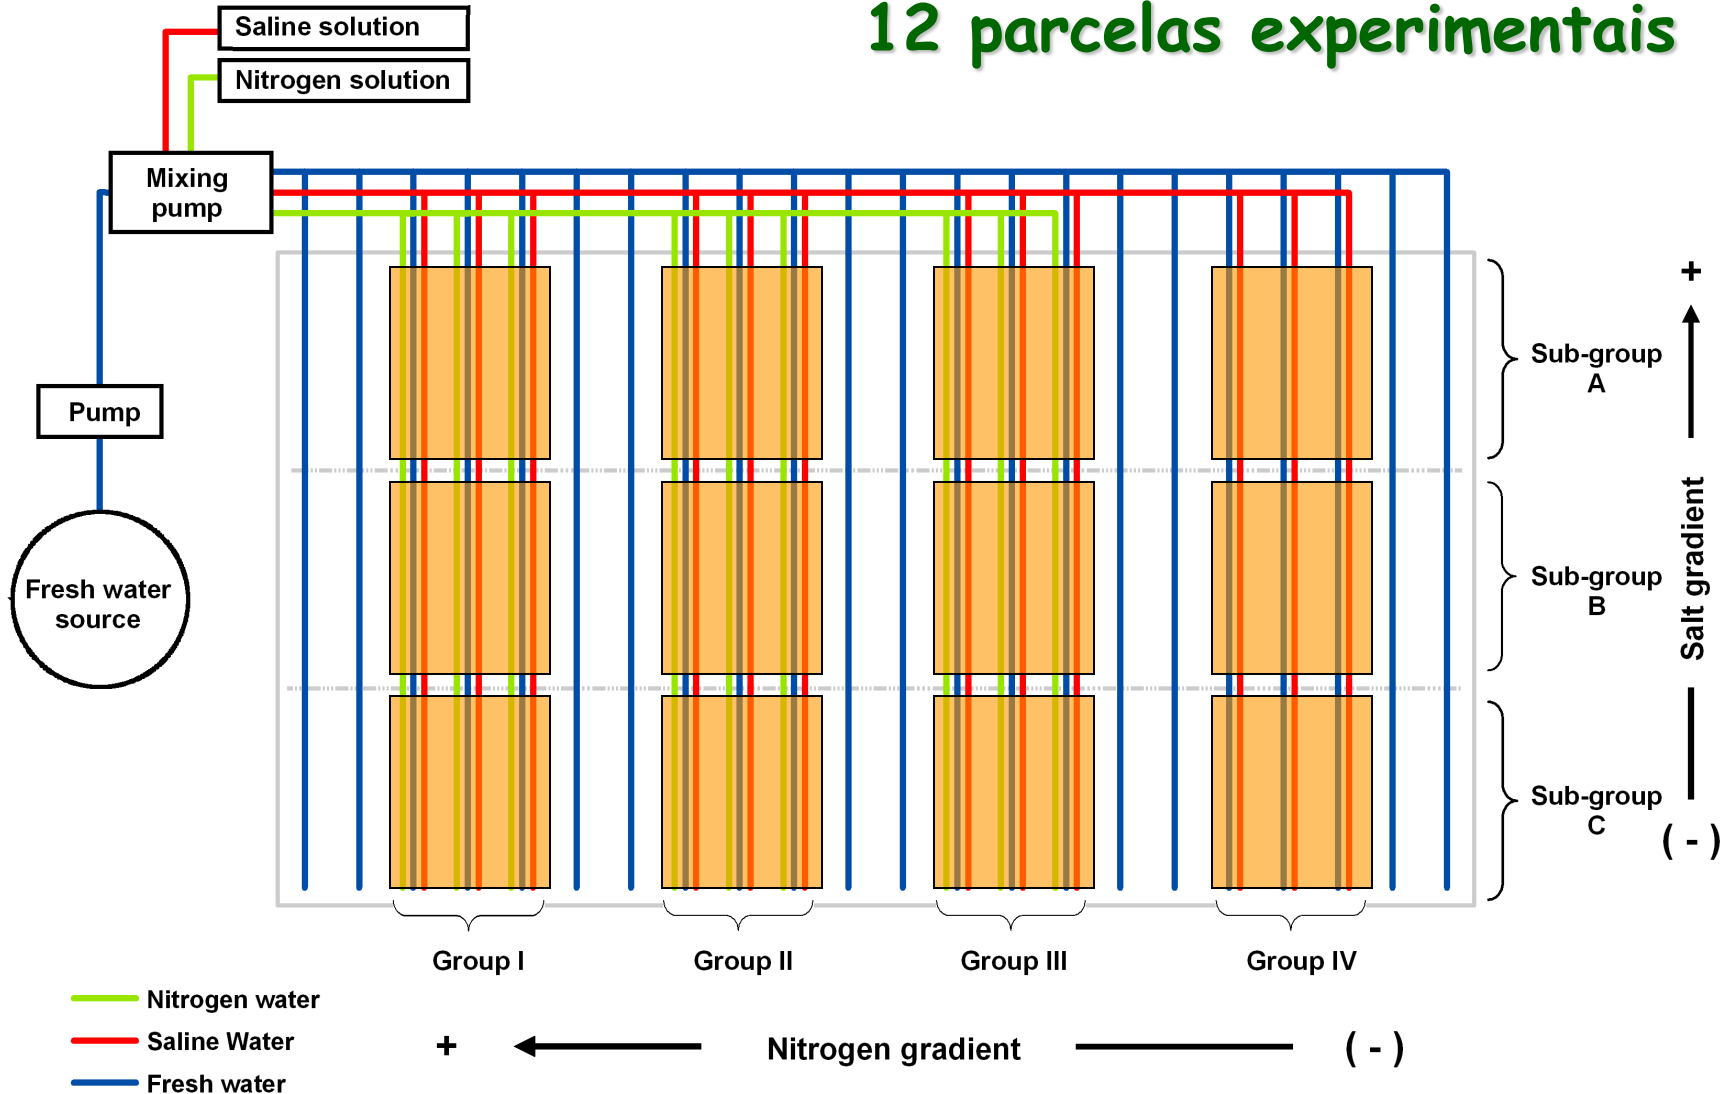 12 parcelas experimentais
Saline solution
Nitrogen solution
Mixing
pump
Pump
Fresh water
source
+
Sub-group
A
Sub-group
B
Salt gradient
Sub-group
C
( - )
Group I
Group II
Group III
Group IV
Nitrogen water
Saline Water
Fresh water
+
Nitrogen gradient
( - )